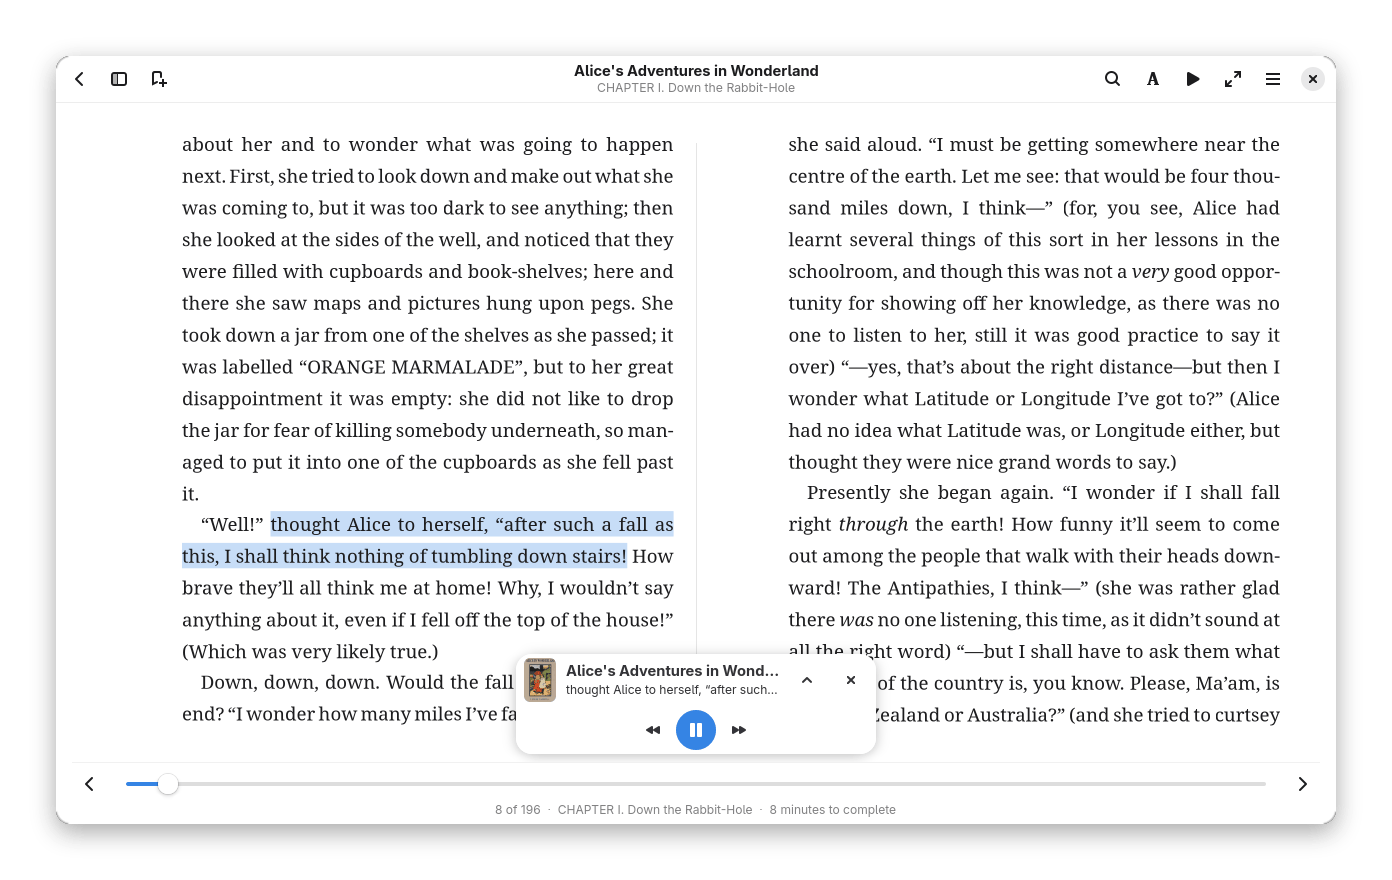 Alice's Adventures in Wonderland
CHAPTER I. Down the Rabbit-Hole
A
about her and to wonder what was going to happen
next. First, she tried to look down and make out what she
was coming to, but it was too dark to see anything; then
she looked at the sides of the well, and noticed that they
were filled with cupboards and book-shelves; here and
there she saw maps and pictures hung upon pegs. She
took down a jar from one of the shelves as she passed; it
was labelled “ORANGE MARMALADE”, but to her great
disappointment it was empty: she did not like to drop
the jar for fear of killing somebody underneath, so man-
aged to put it into one of the cupboards as she fell past
it.
“Well!” thought Alice to herself, “after such a fall as
this, I shall think nothing of tumbling down stairs! How
brave they’ll all think me at home! Why, I wouldn’t say
anything about it, even if I fell off the top of the house!”
(Which was very likely true.)
Down, down, down. Would the fall
end? “I wonder how many miles I’ve fa
she said aloud. “I must be getting somewhere near the
centre of the earth. Let me see: that would be four thou-
sand miles down, I think—” (for, you see, Alice had
learnt several things of this sort in her lessons in the
schoolroom, and though this was not a very good oppor-
tunity for showing off her knowledge, as there was no
one to listen to her, still it was good practice to say it
over) “—yes, that’s about the right distance—but then I
wonder what Latitude or Longitude I’ve got to?” (Alice
had no idea what Latitude was, or Longitude either, but
thought they were nice grand words to say.)
Presently she began again. “I wonder if I shall fall
right through the earth! How funny it’ll seem to come
out among the people that walk with their heads down-
ward! The Antipathies, I think—” (she was rather glad
there was no one listening, this time, as it didn’t sound at
all the right word) “—but I shall have to ask them what
of the country is, you know. Please, Ma’am, is
Zealand or Australia?” (and she tried to curtsey
Alice's Adventures in Wond...
thought Alice to herself, “after such...
8 of 196 · CHAPTER I. Down the Rabbit-Hole · 8 minutes to complete